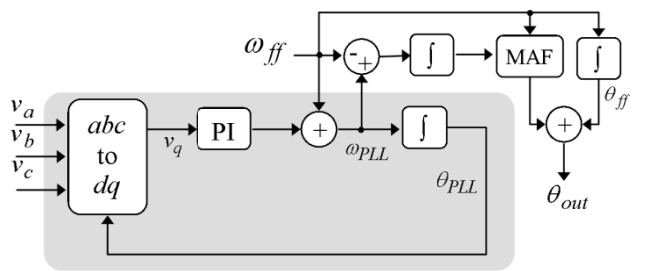 ω_ff
-
+
∫
MAF
∫
θ_ff
v_a
v_b
v_c
abc
to
dq
v_q
PI
+
ω_PLL
∫
θ_PLL
+
θ_out